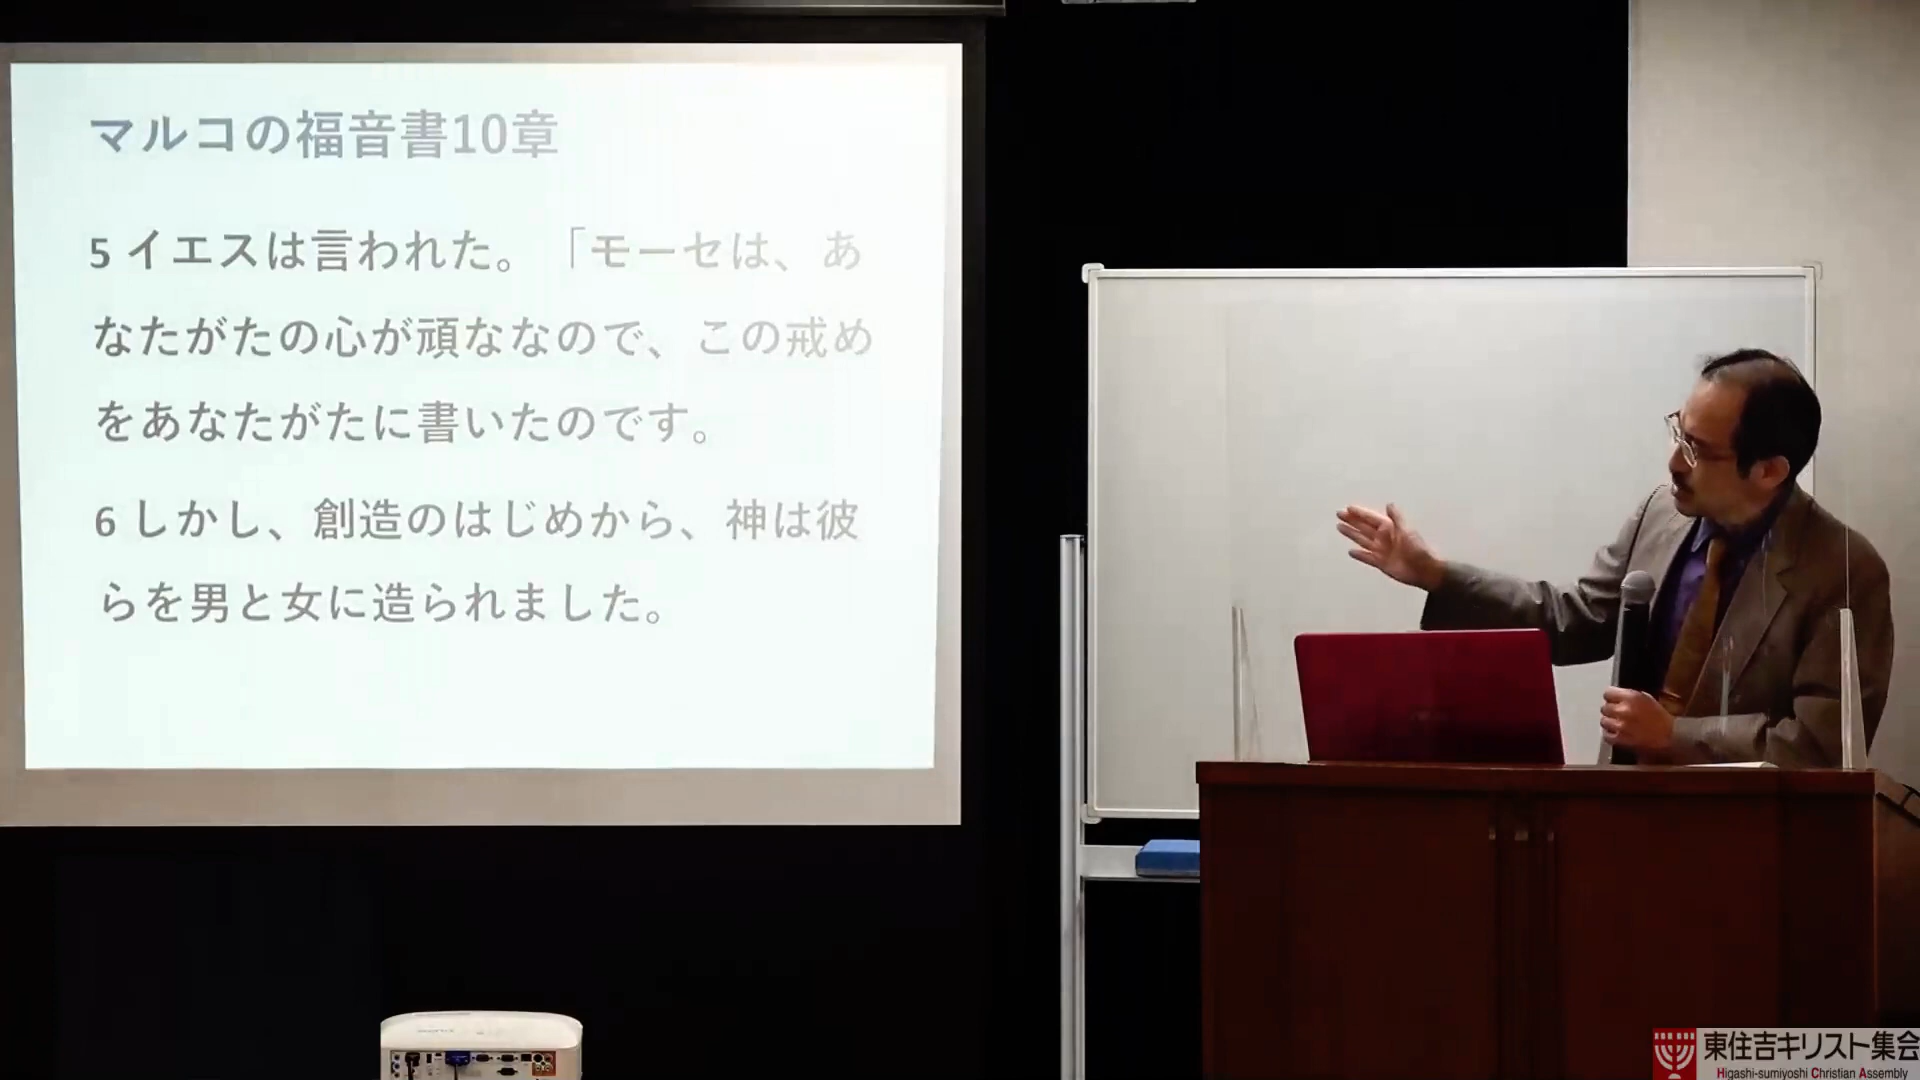 マルコの福音書10章
5 イエスは言われた。「モーセは、あ
なたがたの心が頑ななので、この戒め
をあなたがたに書いたのです。
6 しかし、創造のはじめから、神は彼
らを男と女に造られました。
東住吉キリスト集会
Higashi-sumiyoshi Christian Assembly